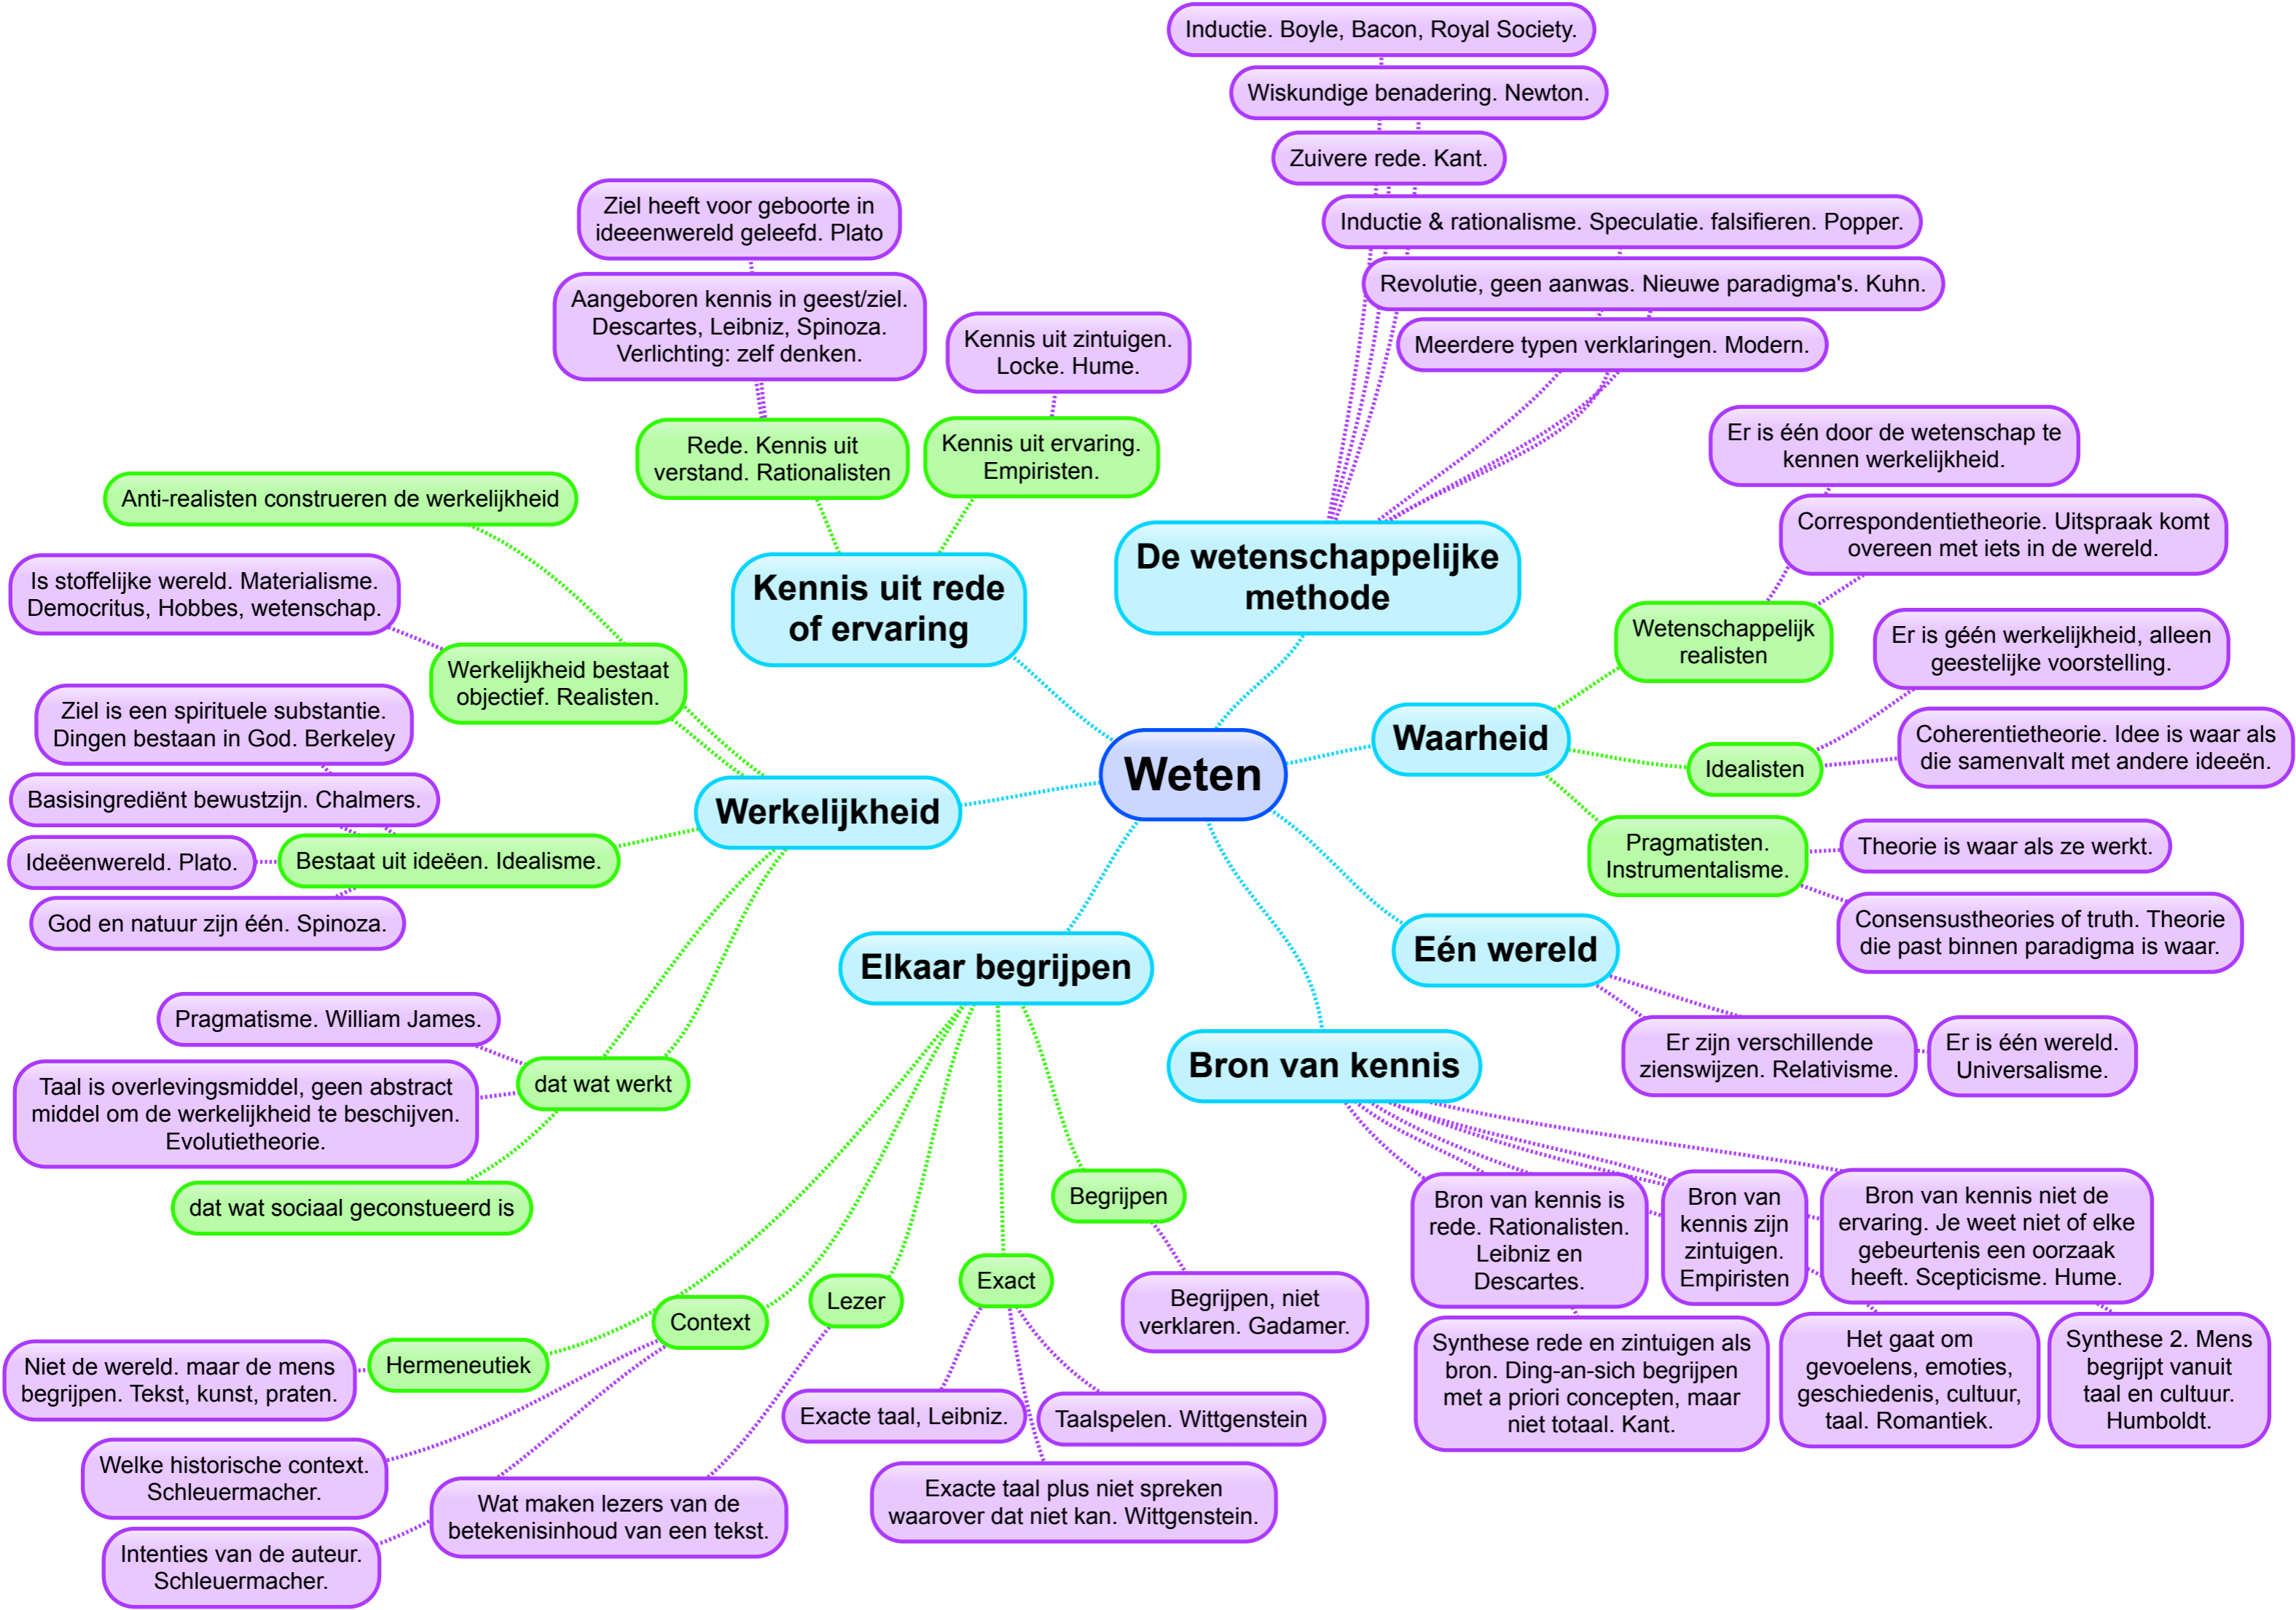 Inductie. Boyle, Bacon, Royal Society.
Wiskundige benadering. Newton.
Zuivere rede. Kant.
Inductie & rationalisme. Speculatie. falsifieren. Popper.
Revolutie, geen aanwas. Nieuwe paradigma's. Kuhn.
Meerdere typen verklaringen. Modern.
De wetenschappelijke
methode
Ziel heeft voor geboorte in
ideeenwereld geleefd. Plato
Aangeboren kennis in geest/ziel.
Descartes, Leibniz, Spinoza.
Verlichting: zelf denken.
Kennis uit zintuigen.
Locke. Hume.
Rede. Kennis uit
verstand. Rationalisten
Kennis uit ervaring.
Empiristen.
Kennis uit rede
of ervaring
Anti-realisten construeren de werkelijkheid
Is stoffelijke wereld. Materialisme.
Democritus, Hobbes, wetenschap.
Werkelijkheid bestaat
objectief. Realisten.
Ziel is een spirituele substantie.
Dingen bestaan in God. Berkeley
Basisingrediënt bewustzijn. Chalmers.
Ideëenwereld. Plato.
Bestaat uit ideëen. Idealisme.
God en natuur zijn één. Spinoza.
Werkelijkheid
Weten
Waarheid
Er is één door de wetenschap te
kennen werkelijkheid.
Correspondentietheorie. Uitspraak komt
overeen met iets in de wereld.
Wetenschappelijk
realisten
Er is géén werkelijkheid, alleen
geestelijke voorstelling.
Coherentietheorie. Idee is waar als
die samenvalt met andere ideeën.
Idealisten
Pragmatisten.
Instrumentalisme.
Theorie is waar als ze werkt.
Consensustheories of truth. Theorie
die past binnen paradigma is waar.
Eén wereld
Er zijn verschillende
zienswijzen. Relativisme.
Er is één wereld.
Universalisme.
Elkaar begrijpen
Bron van kennis
Pragmatisme. William James.
Taal is overlevingsmiddel, geen abstract
middel om de werkelijkheid te beschijven.
Evolutietheorie.
dat wat werkt
dat wat sociaal geconstueerd is
Begrijpen
Begrijpen, niet
verklaren. Gadamer.
Exact
Exacte taal, Leibniz.
Taalspelen. Wittgenstein
Exacte taal plus niet spreken
waarover dat niet kan. Wittgenstein.
Lezer
Wat maken lezers van de
betekenisinhoud van een tekst.
Context
Welke historische context.
Schleuermacher.
Intenties van de auteur.
Schleuermacher.
Hermeneutiek
Niet de wereld. maar de mens
begrijpen. Tekst, kunst, praten.
Bron van kennis is
rede. Rationalisten.
Leibniz en
Descartes.
Bron van
kennis zijn
zintuigen.
Empiristen
Bron van kennis niet de
ervaring. Je weet niet of elke
gebeurtenis een oorzaak
heeft. Scepticisme. Hume.
Synthese rede en zintuigen als
bron. Ding-an-sich begrijpen
met a priori concepten, maar
niet totaal. Kant.
Het gaat om
gevoelens, emoties,
geschiedenis, cultuur,
taal. Romantiek.
Synthese 2. Mens
begrijpt vanuit
taal en cultuur.
Humboldt.